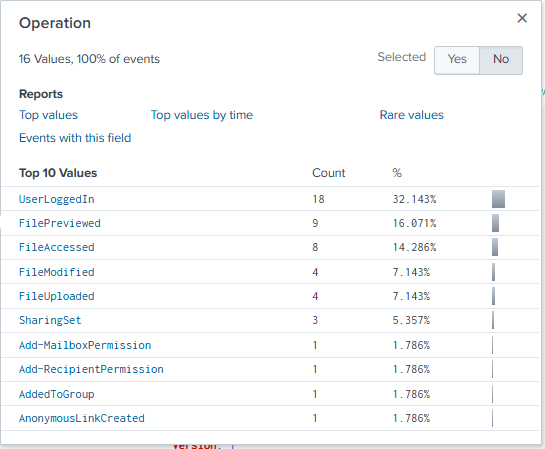 Operation
16 Values, 100% of events
Selected Yes No
Reports
Top values Top values by time Rare values
Events with this field
Top 10 Values Count %
UserLoggedIn 18 32.143%
FilePreviewed 9 16.071%
FileAccessed 8 14.286%
FileModified 4 7.143%
FileUploaded 4 7.143%
SharingSet 3 5.357%
Add-MailboxPermission 1 1.786%
Add-RecipientPermission 1 1.786%
AddedToGroup 1 1.786%
AnonymousLinkCreated 1 1.786%